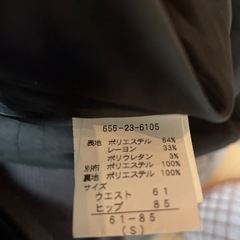 656-23-6105
表地 ポリエステル 64%
レーヨン 33%
ポリウレタン 3%
別布 ポリエステル 100%
裏地 ポリエステル 100%
サイズ
ウエスト 61
ヒップ 85
61-85
(S)